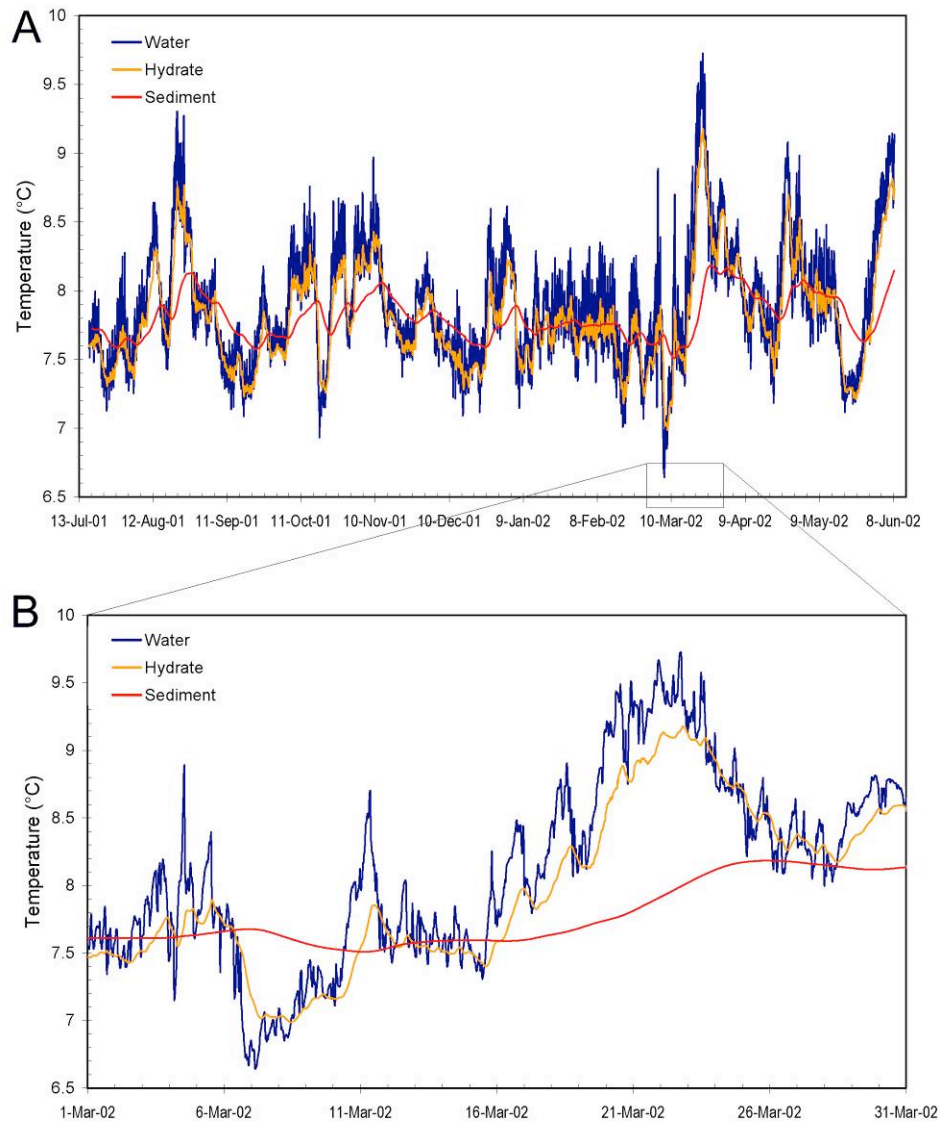 A
Water
Hydrate
Sediment
Temperature (°C)
10
9.5
9
8.5
8
7.5
7
6.5
13-Jul-01 12-Aug-01 11-Sep-01 11-Oct-01 10-Nov-01 10-Dec-01 9-Jan-02 8-Feb-02 10-Mar-02 9-Apr-02 9-May-02 8-Jun-02
B
Water
Hydrate
Sediment
Temperature (°C)
10
9.5
9
8.5
8
7.5
7
6.5
1-Mar-02 6-Mar-02 11-Mar-02 16-Mar-02 21-Mar-02 26-Mar-02 31-Mar-02